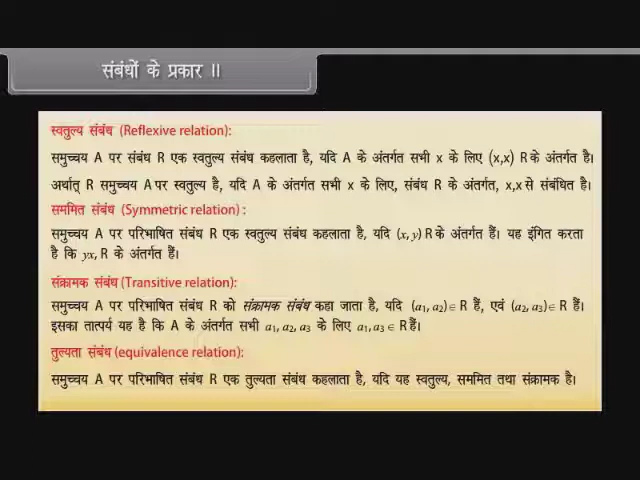 संबंधों के प्रकार II
स्वतुल्य संबंध (Reflexive relation):
समुच्चय A पर संबंध R एक स्वतुल्य संबंध कहलाता है, यदि A के अंतर्गत सभी x के लिए (x,x) R के अंतर्गत है।
अर्थात् R समुच्चय A पर स्वतुल्य है, यदि A के अंतर्गत सभी x के लिए, संबंध R के अंतर्गत, x,x से संबंधित है।
सममित संबंध (Symmetric relation) :
समुच्चय A पर परिभाषित संबंध R एक स्वतुल्य संबंध कहलाता है, यदि (x, y) R के अंतर्गत हैं। यह इंगित करता
है कि yx, R के अंतर्गत हैं।
संक्रामक संबंध (Transitive relation):
समुच्चय A पर परिभाषित संबंध R को संक्रामक संबंध कहा जाता है, यदि (a₁, a₂)∈ R हैं, एवं (a₂, a₃)∈ R हैं।
इसका तात्पर्य यह है कि A के अंतर्गत सभी a₁, a₂, a₃ के लिए a₁, a₃ ∈ R हैं।
तुल्यता संबंध (equivalence relation):
समुच्चय A पर परिभाषित संबंध R एक तुल्यता संबंध कहलाता है, यदि यह स्वतुल्य, सममित तथा संक्रामक है।